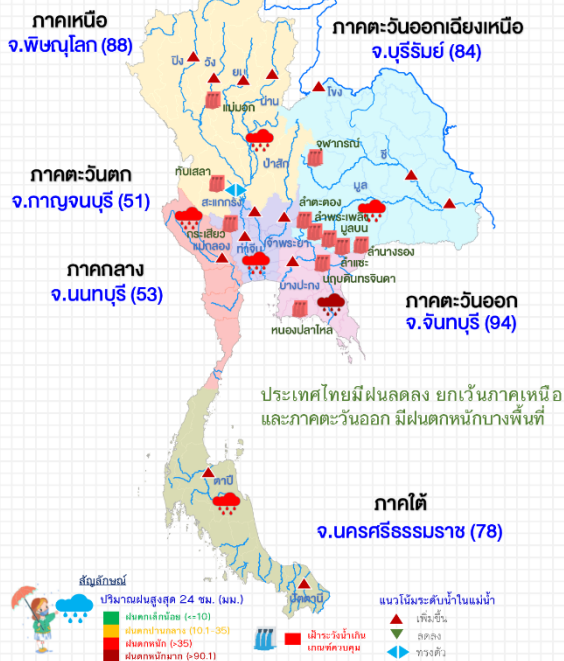 ภาคเหนือ
จ.พิษณุโลก (88)
ภาคตะวันออกเฉียงเหนือ
จ.บุรีรัมย์ (84)
ปิง
วัง
ยม
น่าน
โขง
แม่มอก
ป่าสัก
จุฬาภรณ์
ชี
มูล
ภาคตะวันตก
จ.กาญจนบุรี (51)
ทับเสลา
สะแกกรัง
ลำตะคอง
ลำพระเพลิง
มูลบน
กระเสียว
แม่กลอง
ท่าจีน
เจ้าพระยา
ลำแชะ
ลำนางรอง
นฤบดินทรจินดา
บางปะกง
หนองปลาไหล
ภาคกลาง
จ.นนทบุรี (53)
ภาคตะวันออก
จ.จันทบุรี (94)
ประเทศไทยมีฝนลดลง ยกเว้นภาคเหนือ
และภาคตะวันออก มีฝนตกหนักบางพื้นที่
ตาปี
ภาคใต้
จ.นครศรีธรรมราช (78)
ปัตตานี
สัญลักษณ์
ปริมาณฝนสูงสุด 24 ชม. (มม.)
ฝนตกเล็กน้อย (<=10)
ฝนตกปานกลาง (10.1-35)
ฝนตกหนัก (>35)
ฝนตกหนักมาก (>90.1)
เฝ้าระวังน้ำเกิน
เกณฑ์ควบคุม
แนวโน้มระดับน้ำในแม่น้ำ
เพิ่มขึ้น
ลดลง
ทรงตัว